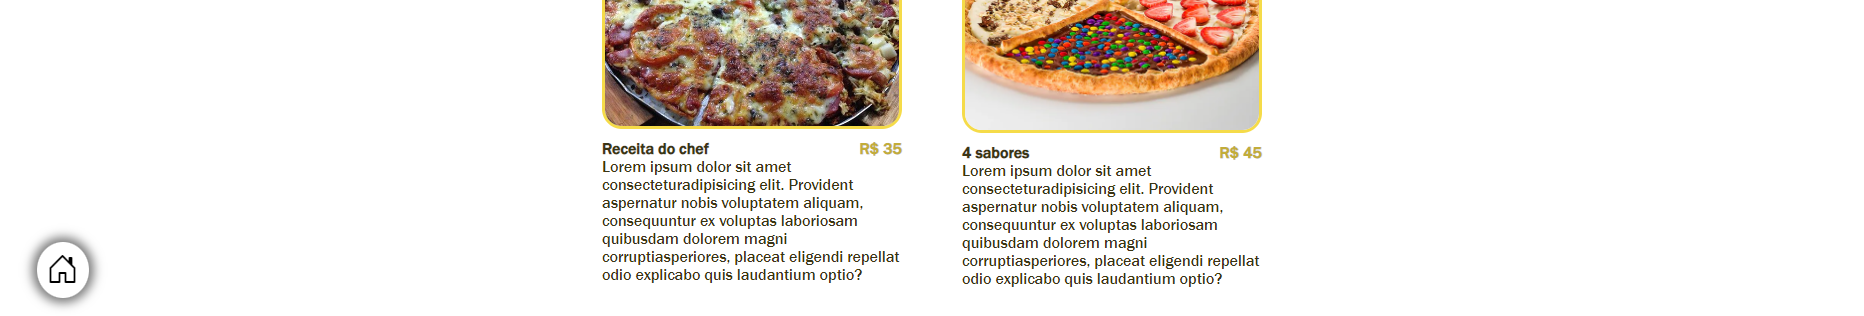 Receita do chef R$ 35
Lorem ipsum dolor sit amet
consecteturadipisicing elit. Provident
aspernatur nobis voluptatem aliquam,
consequuntur ex voluptas laboriosam
quibusdam dolorem magni
corruptiasperiores, placeat eligendi repellat
odio explicabo quis laudantium optio?
4 sabores R$ 45
Lorem ipsum dolor sit amet
consecteturadipisicing elit. Provident
aspernatur nobis voluptatem aliquam,
consequuntur ex voluptas laboriosam
quibusdam dolorem magni
corruptiasperiores, placeat eligendi repellat
odio explicabo quis laudantium optio?